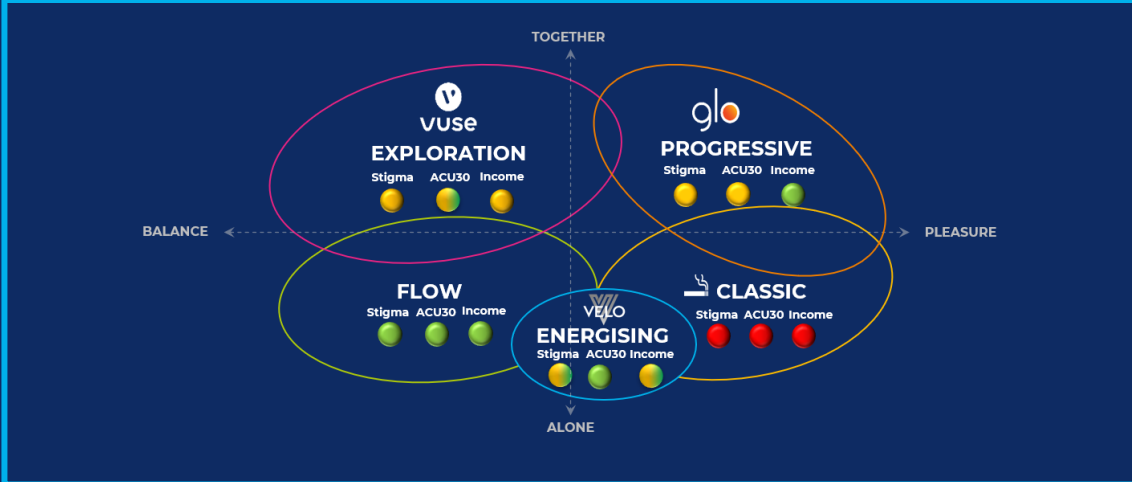 TOGETHER
vuse
glo
EXPLORATION
PROGRESSIVE
Stigma ACU30 Income
Stigma ACU30 Income
BALANCE
PLEASURE
FLOW
CLASSIC
Stigma ACU30 Income
VELO
Stigma ACU30 Income
ENERGISING
Stigma ACU30 Income
ALONE